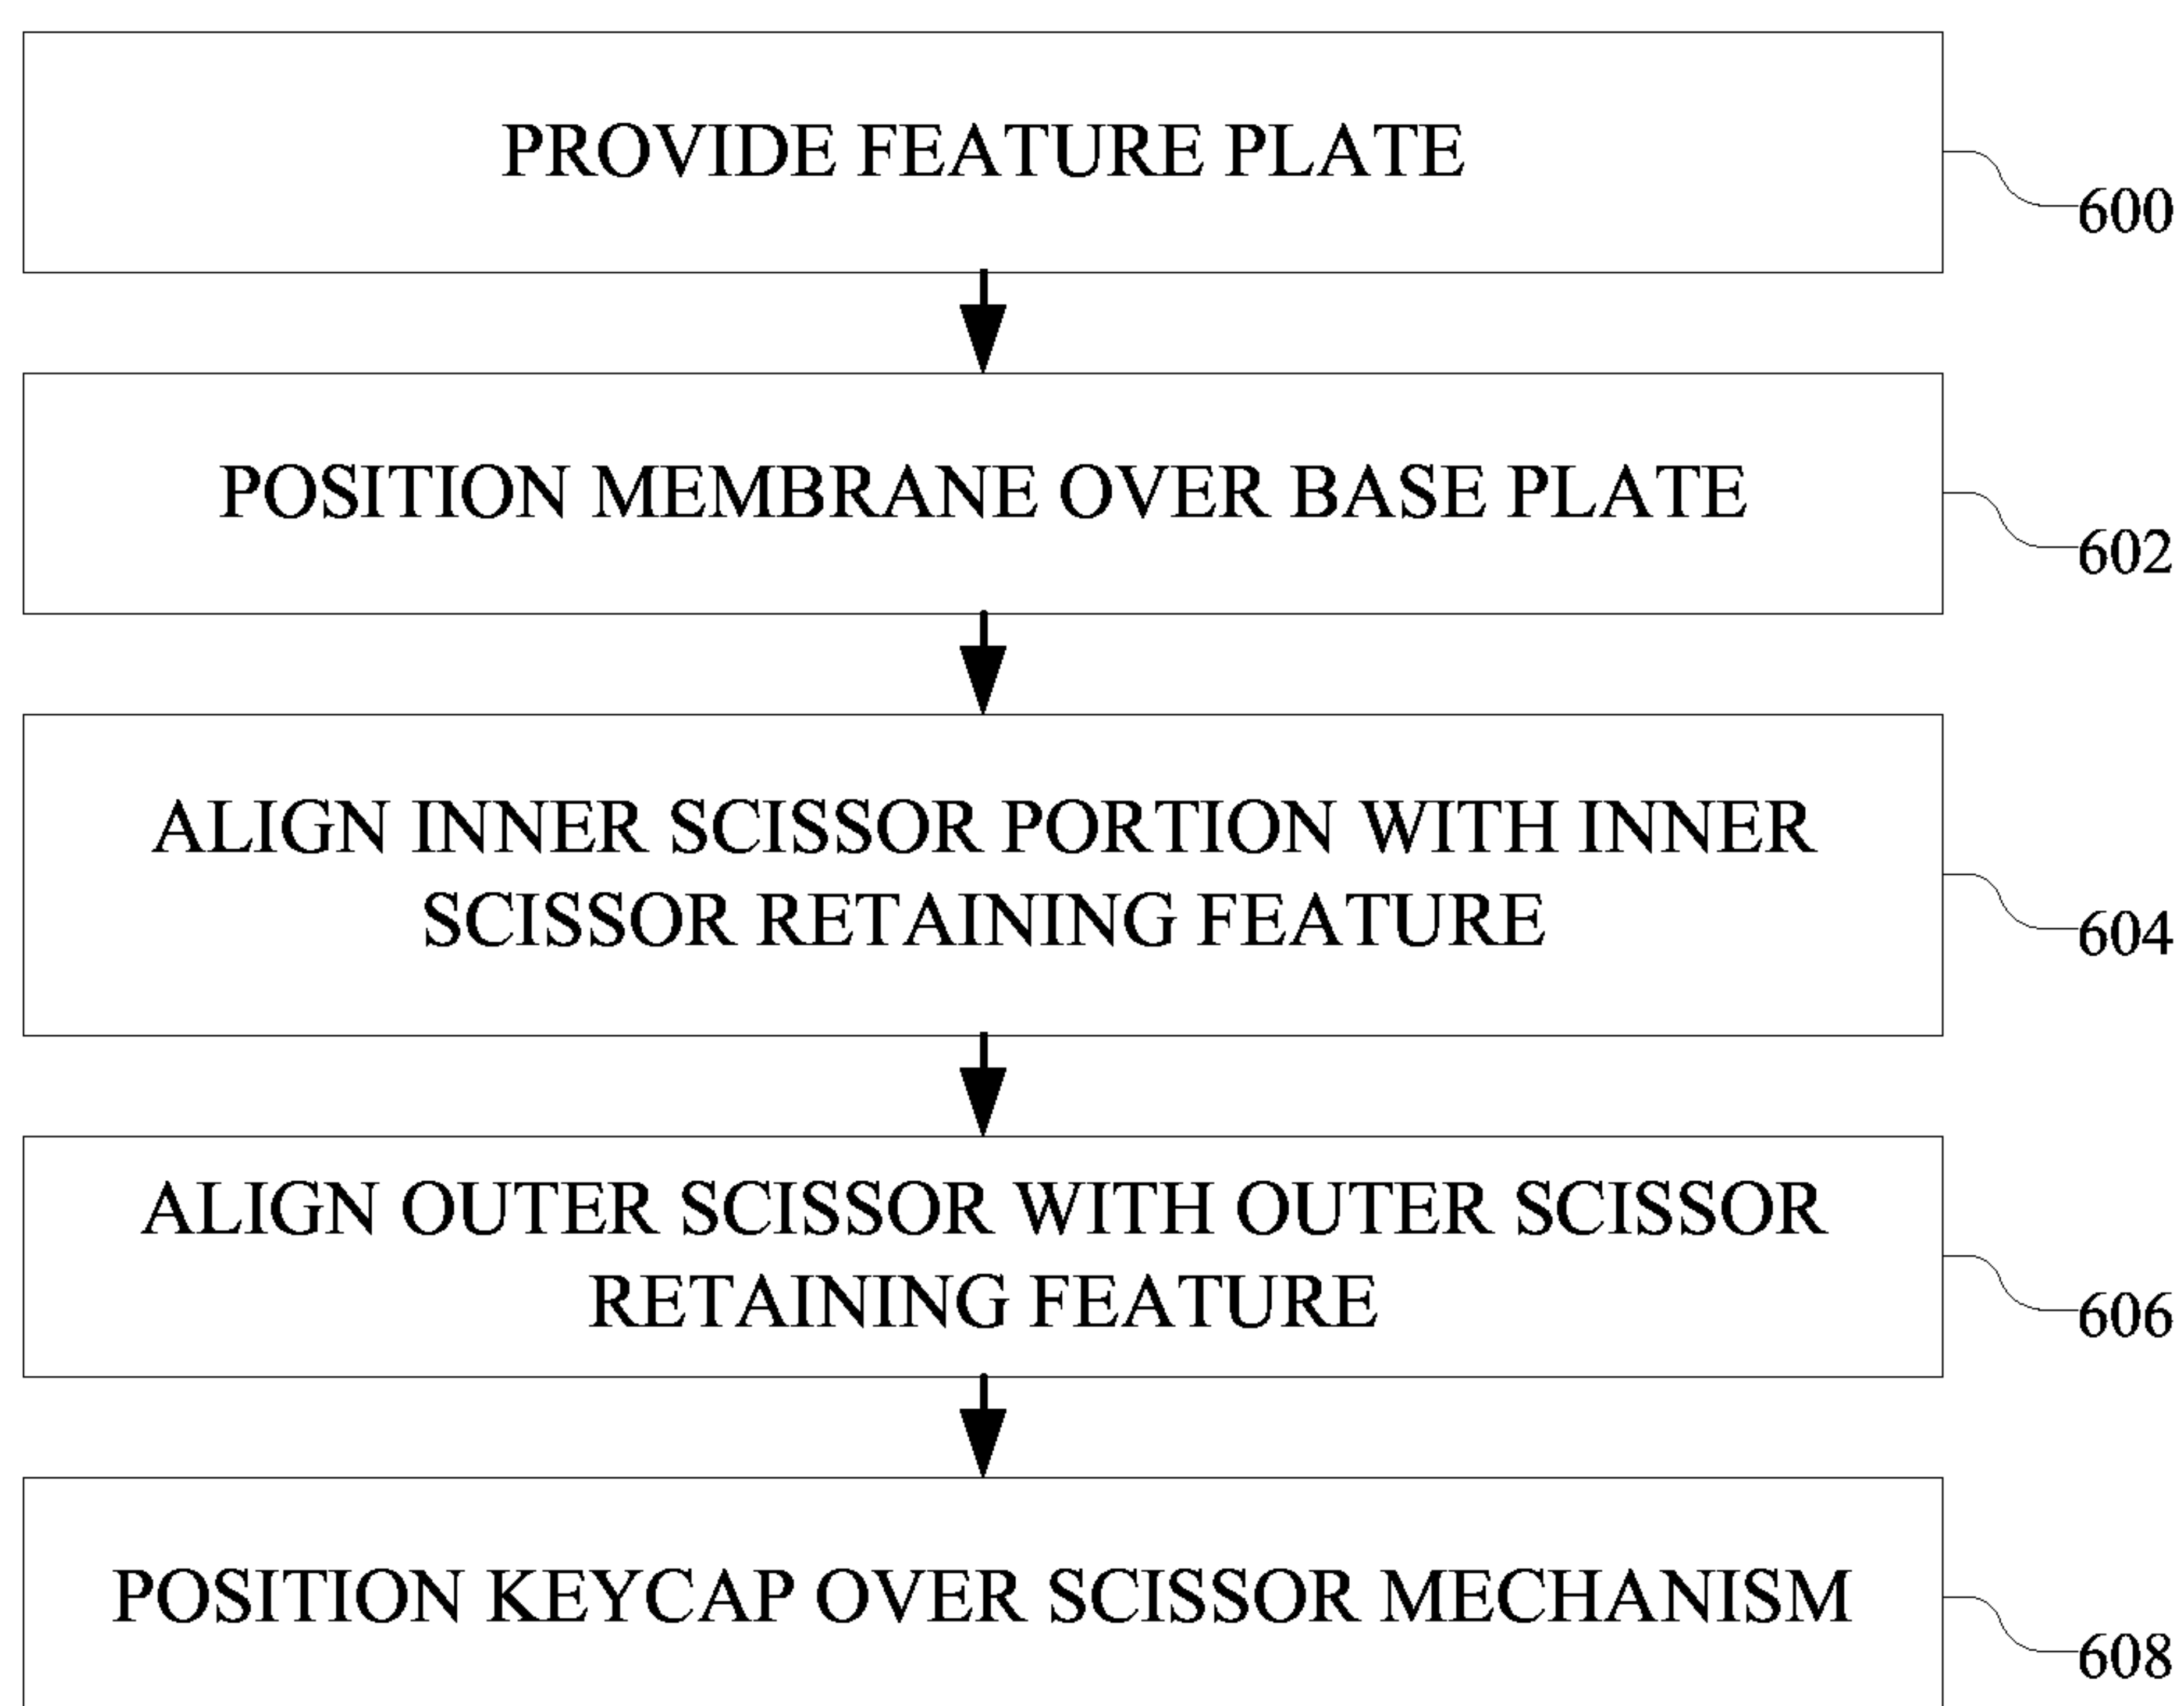 PROVIDE FEATURE PLATE
600
POSITION MEMBRANE OVER BASE PLATE
602
ALIGN INNER SCISSOR PORTION WITH INNER
SCISSOR RETAINING FEATURE
604
ALIGN OUTER SCISSOR WITH OUTER SCISSOR
RETAINING FEATURE
606
POSITION KEYCAP OVER SCISSOR MECHANISM
608